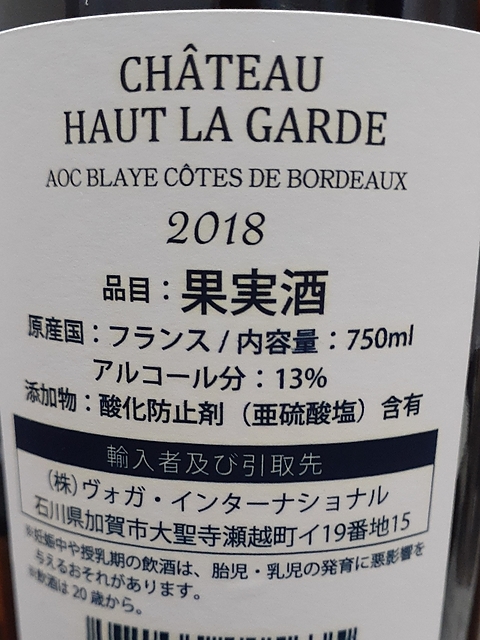 CHÂTEAU
HAUT LA GARDE
AOC BLAYE CÔTES DE BORDEAUX
2018
品目：果実酒
原産国：フランス / 内容量：750ml
アルコール分：13%
添加物：酸化防止剤（亜硫酸塩）含有
輸入者及び引取先
（株）ヴォガ・インターナショナル
石川県加賀市大聖寺瀬越町イ19番地15
※妊娠中や授乳期の飲酒は、胎児・乳児の発育に悪影響を
与えるおそれがあります。
※飲酒は20歳から。